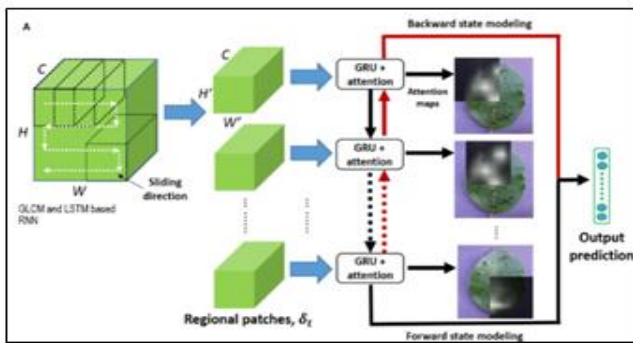 A
Backward state modeling
C
H
W
GLCM and LSTM based
RNN
Sliding
direction
C
H'
W'
Regional patches, δₜ
GRU +
attention
GRU +
attention
GRU +
attention
Attention
maps
Forward state modeling
Output
prediction